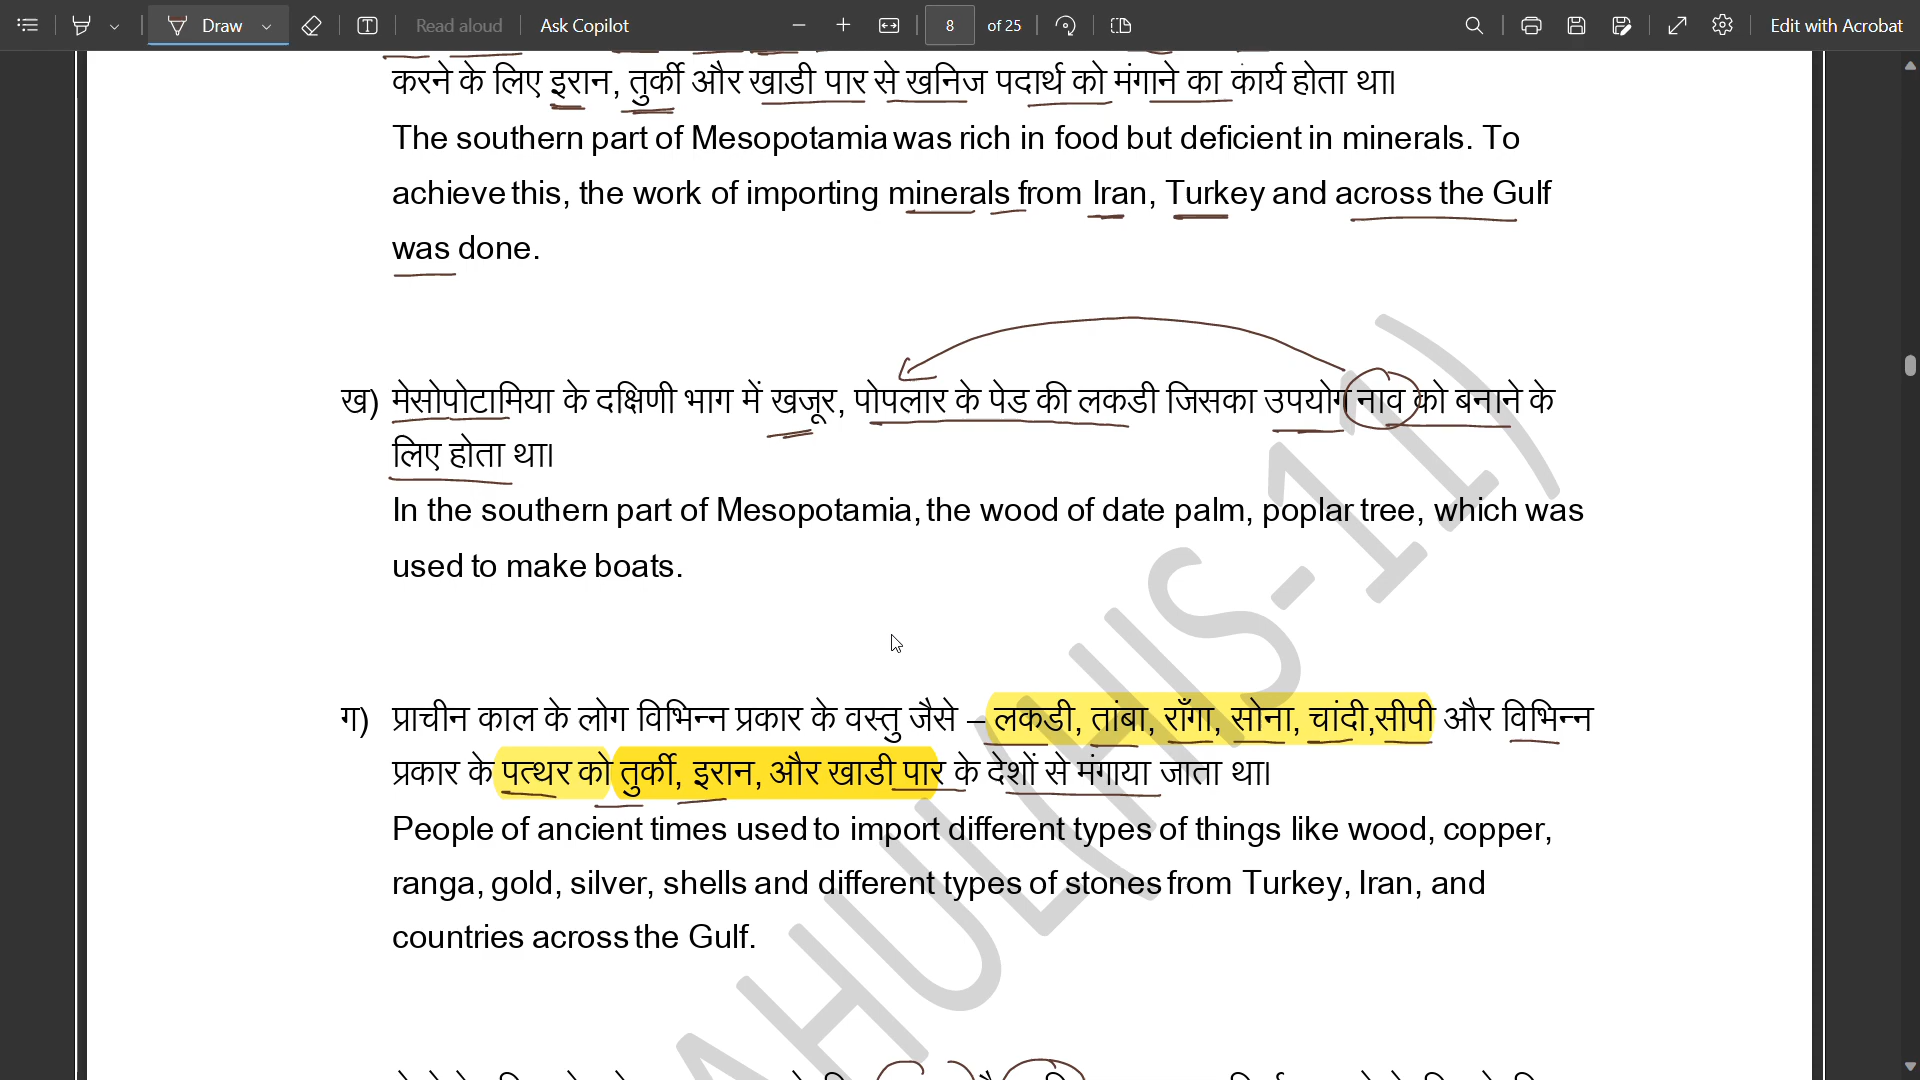 Draw
Read aloud
Ask Copilot
8
of 25
Edit with Acrobat
करने के लिए इरान, तुर्की और खाडी पार से खनिज पदार्थ को मंगाने का कार्य होता था।
The southern part of Mesopotamia was rich in food but deficient in minerals. To
achieve this, the work of importing minerals from Iran, Turkey and across the Gulf
was done.
ख) मेसोपोटामिया के दक्षिणी भाग में खजूर, पोपलार के पेड की लकडी जिसका उपयोग नाव को बनाने के
लिए होता था।
In the southern part of Mesopotamia, the wood of date palm, poplar tree, which was
used to make boats.
ग) प्राचीन काल के लोग विभिन्न प्रकार के वस्तु जैसे – लकडी, तांबा, राँगा, सोना, चांदी,सीपी और विभिन्न
प्रकार के पत्थर को तुर्की, इरान, और खाडी पार के देशों से मंगाया जाता था।
People of ancient times used to import different types of things like wood, copper,
ranga, gold, silver, shells and different types of stones from Turkey, Iran, and
countries across the Gulf.
AHUL(HIS-11)